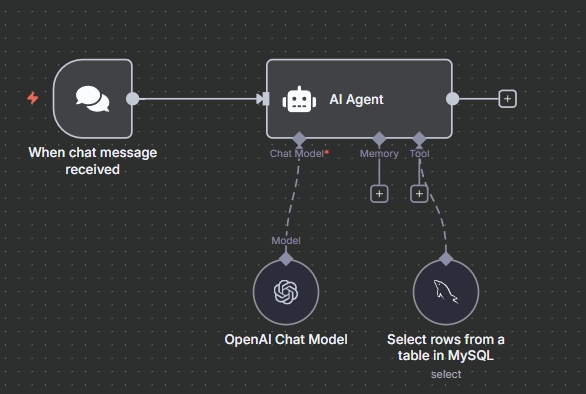 AI Agent
When chat message
received
Chat Model*
Memory
Tool
Model
OpenAI Chat Model
Select rows from a
table in MySQL
select